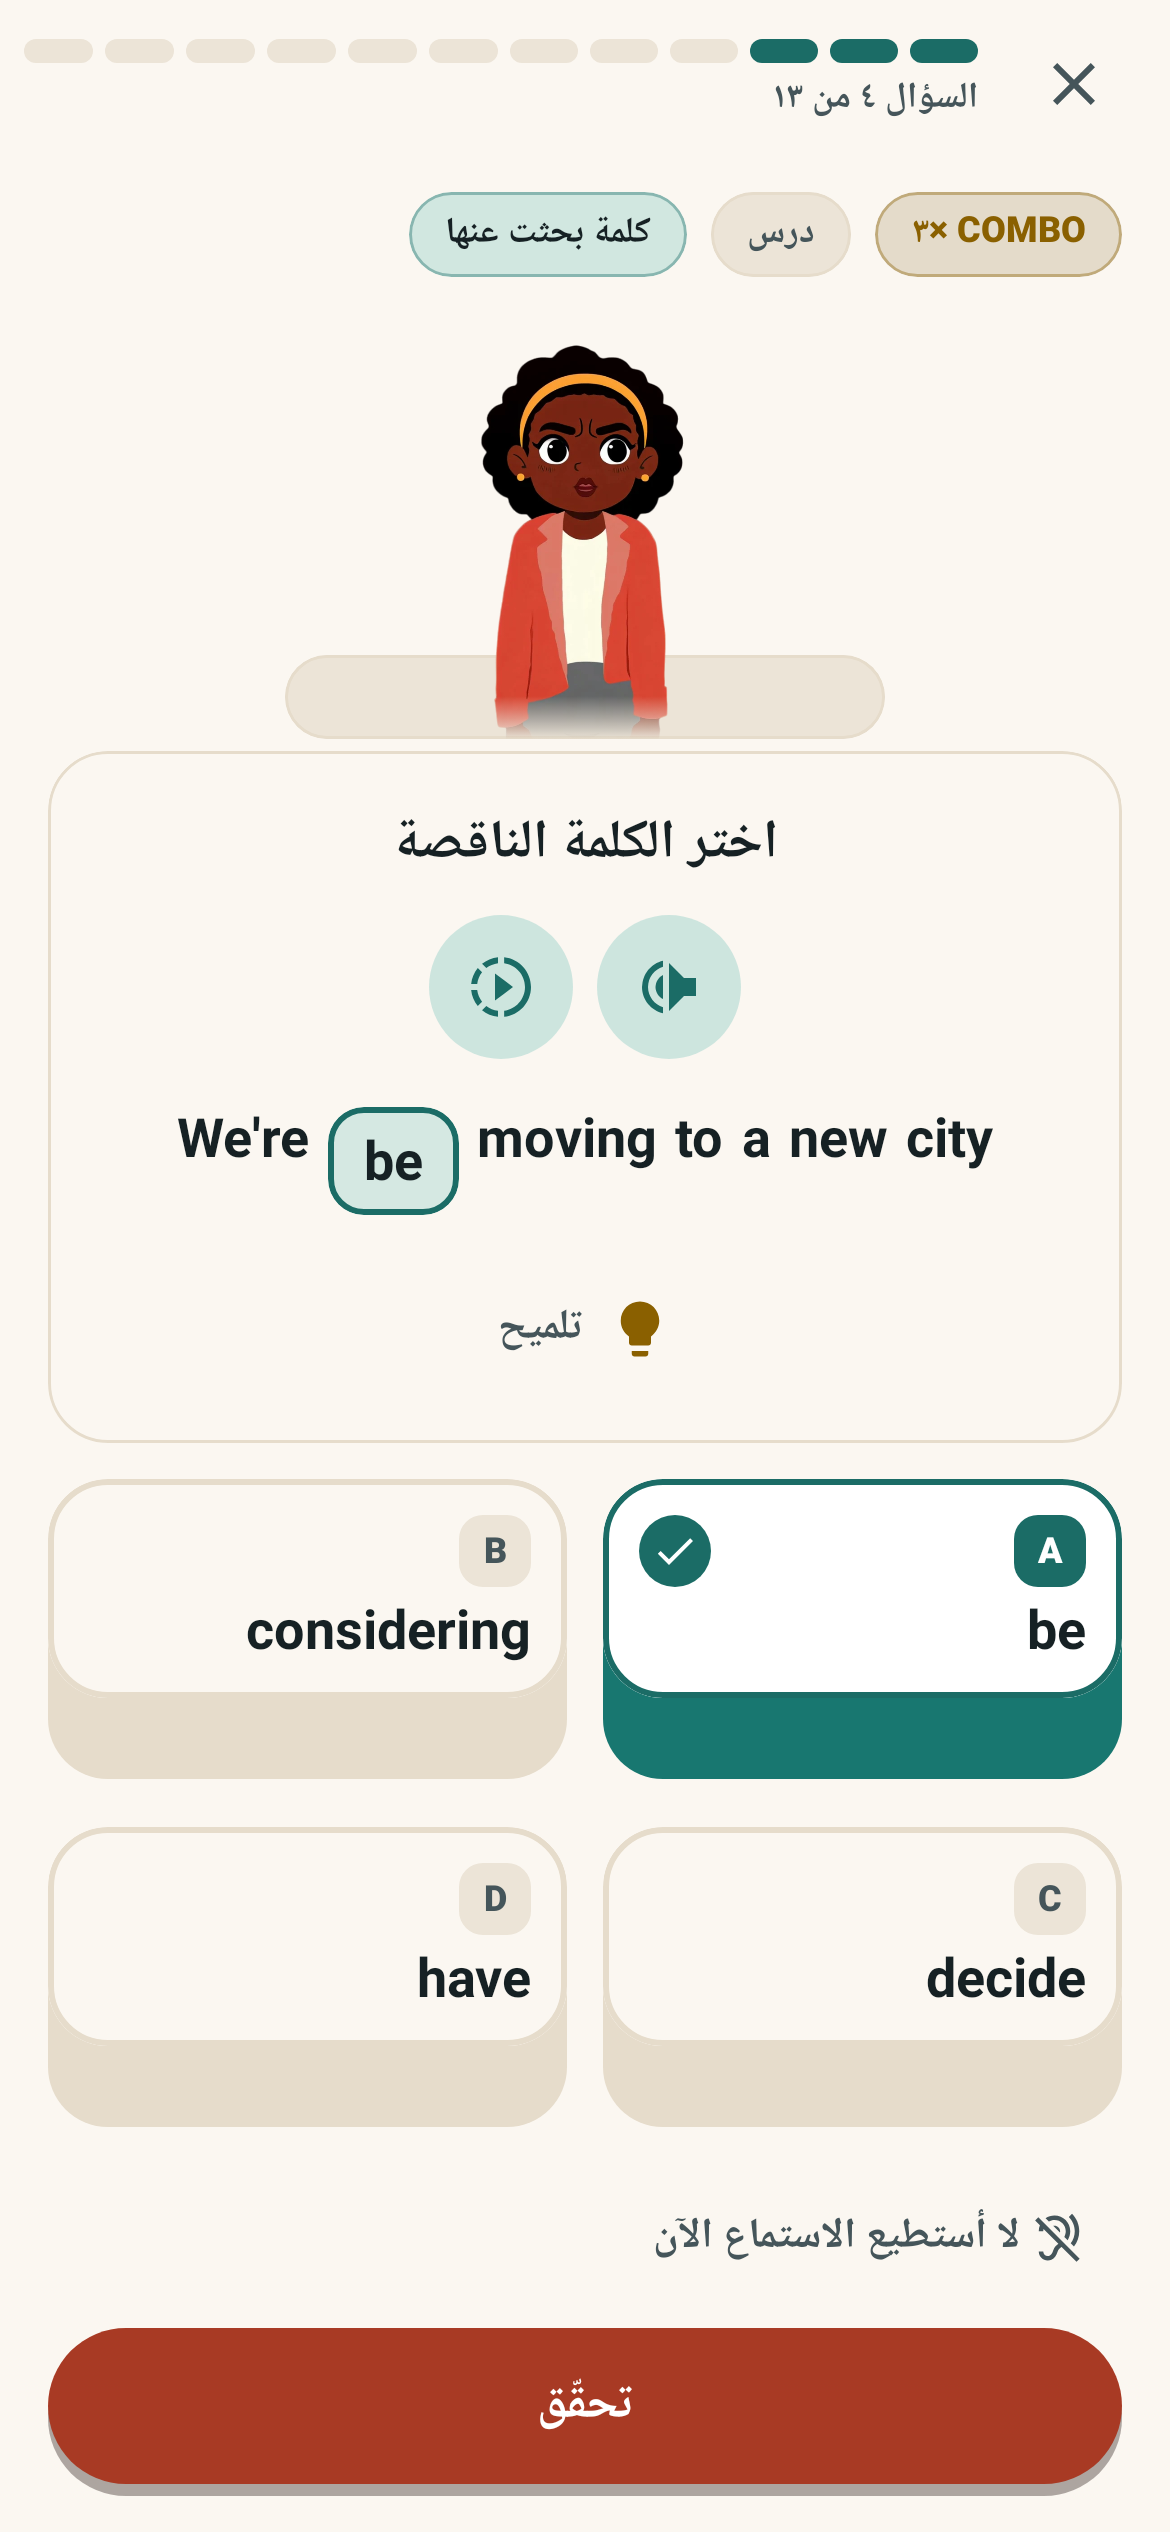 السؤال ٤ من ١٣
COMBO ×٣
درس
كلمة بحثت عنها
اختر الكلمة الناقصة
We're be moving to a new city
تلميح
A
be
B
considering
C
decide
D
have
لا أستطيع الاستماع الآن
تحقّق